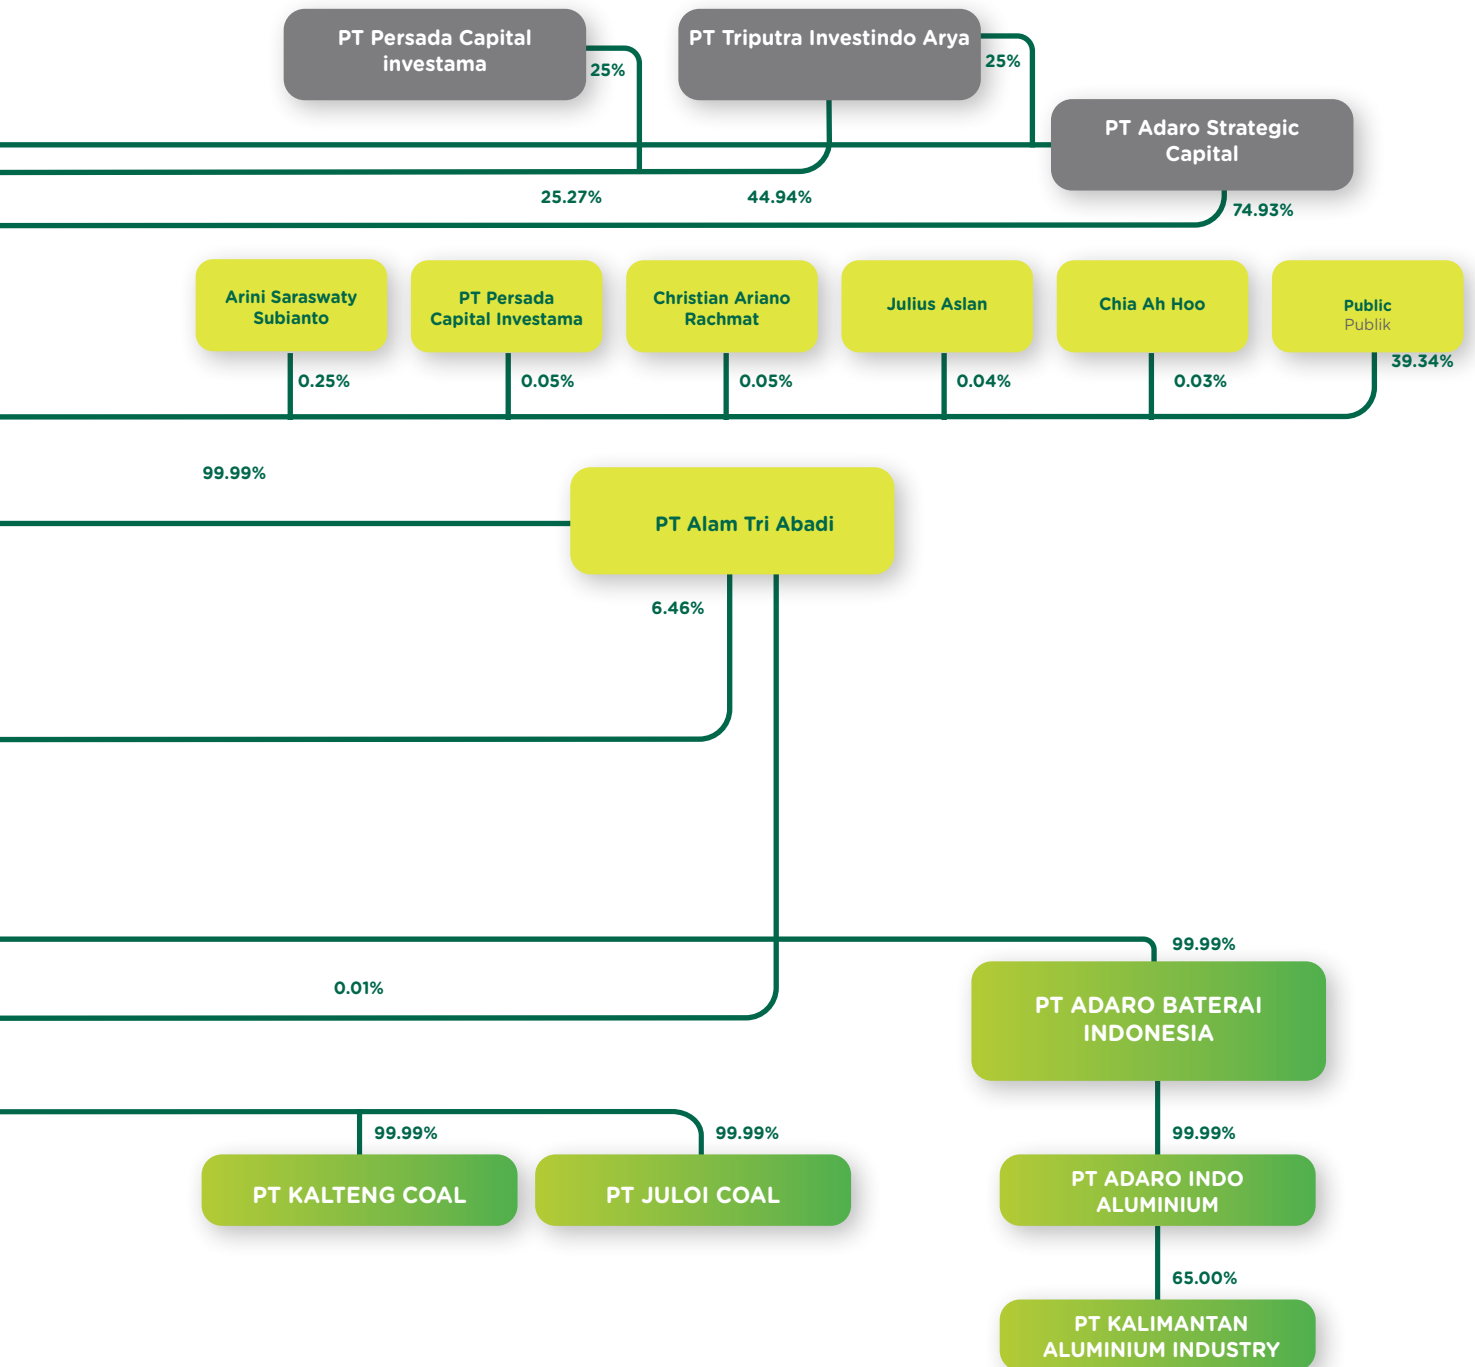 PT Persada Capital
investama
25%
PT Triputra Investindo Arya
25%
PT Adaro Strategic
Capital
25.27%
44.94%
74.93%
Arini Saraswaty
Subianto
0.25%
PT Persada
Capital Investama
0.05%
Christian Ariano
Rachmat
0.05%
Julius Aslan
0.04%
Chia Ah Hoo
0.03%
Public
Publik
39.34%
99.99%
PT Alam Tri Abadi
6.46%
99.99%
0.01%
PT ADARO BATERAI
INDONESIA
99.99%
99.99%
99.99%
PT KALTENG COAL
PT JULOI COAL
PT ADARO INDO
ALUMINIUM
65.00%
PT KALIMANTAN
ALUMINIUM INDUSTRY